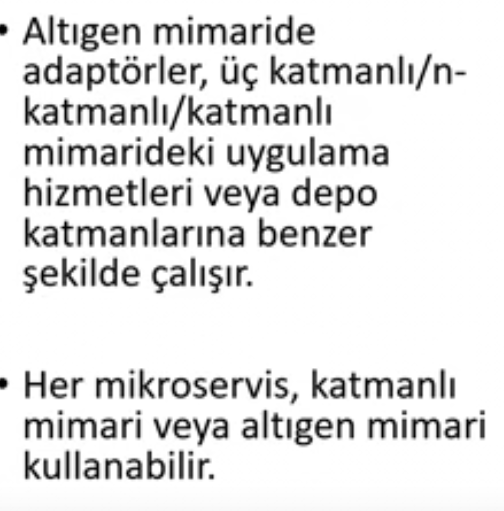 • Altıgen mimaride
adaptörler, üç katmanlı/n-
katmanlı/katmanlı
mimarideki uygulama
hizmetleri veya depo
katmanlarına benzer
şekilde çalışır.
• Her mikroservis, katmanlı
mimari veya altıgen mimari
kullanabilir.